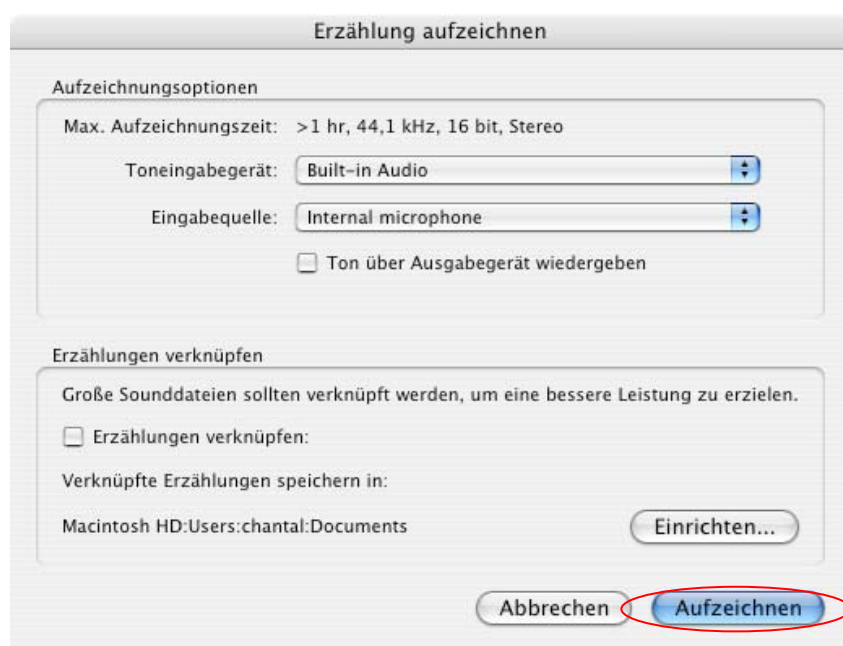 Erzählung aufzeichnen
Aufzeichnungsoptionen
Max. Aufzeichnungszeit: >1 hr, 44,1 kHz, 16 bit, Stereo
Toneingabegerät: Built-in Audio
Eingabequelle: Internal microphone
Ton über Ausgabegerät wiedergeben
Erzählungen verknüpfen
Große Sounddateien sollten verknüpft werden, um eine bessere Leistung zu erzielen.
Erzählungen verknüpfen:
Verknüpfte Erzählungen speichern in:
Macintosh HD:Users:chantal:Documents Einrichten...
Abbrechen Aufzeichnen